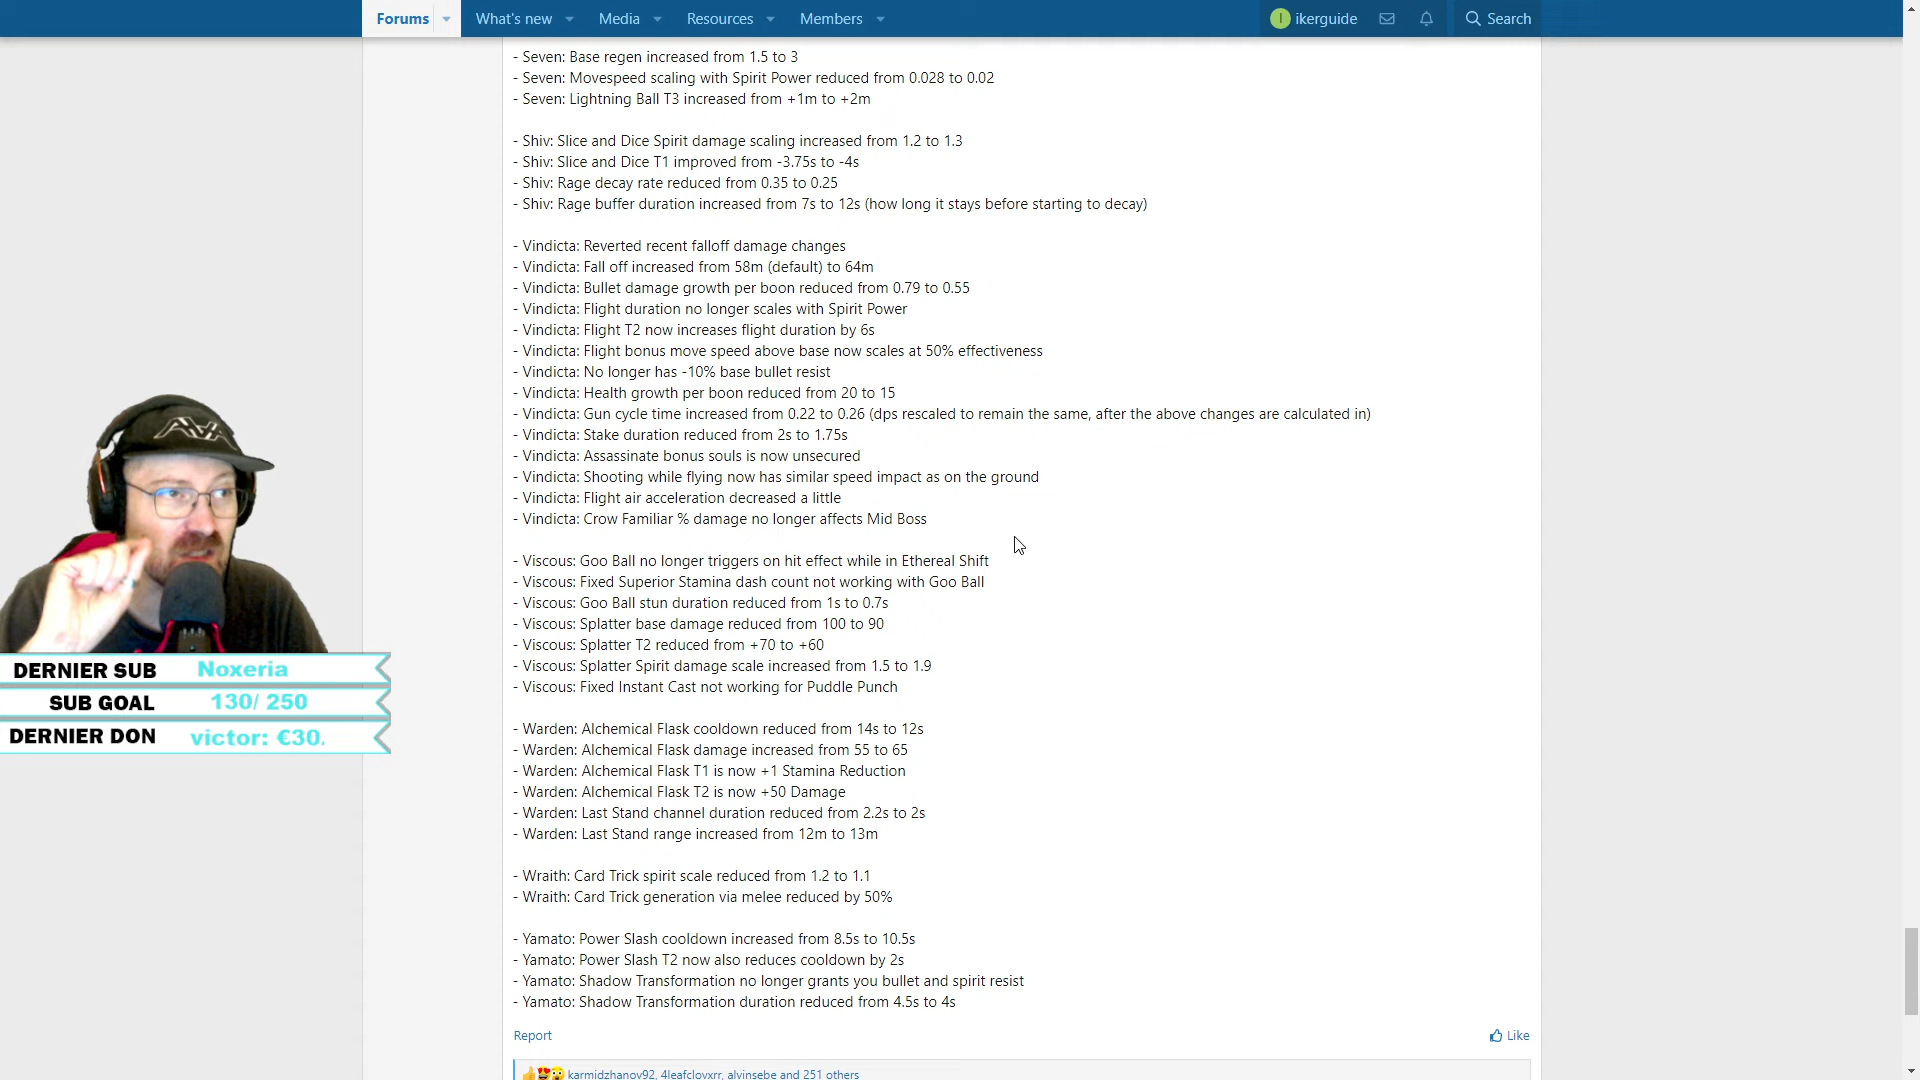 Forums
What's new
Media
Resources
Members
I
ikerguide
Search
- Seven: Base regen increased from 1.5 to 3
- Seven: Movespeed scaling with Spirit Power reduced from 0.028 to 0.02
- Seven: Lightning Ball T3 increased from +1m to +2m
- Shiv: Slice and Dice Spirit damage scaling increased from 1.2 to 1.3
- Shiv: Slice and Dice T1 improved from -3.75s to -4s
- Shiv: Rage decay rate reduced from 0.35 to 0.25
- Shiv: Rage buffer duration increased from 7s to 12s (how long it stays before starting to decay)
- Vindicta: Reverted recent falloff damage changes
- Vindicta: Fall off increased from 58m (default) to 64m
- Vindicta: Bullet damage growth per boon reduced from 0.79 to 0.55
- Vindicta: Flight duration no longer scales with Spirit Power
- Vindicta: Flight T2 now increases flight duration by 6s
- Vindicta: Flight bonus move speed above base now scales at 50% effectiveness
- Vindicta: No longer has -10% base bullet resist
- Vindicta: Health growth per boon reduced from 20 to 15
- Vindicta: Gun cycle time increased from 0.22 to 0.26 (dps rescaled to remain the same, after the above changes are calculated in)
- Vindicta: Stake duration reduced from 2s to 1.75s
- Vindicta: Assassinate bonus souls is now unsecured
- Vindicta: Shooting while flying now has similar speed impact as on the ground
- Vindicta: Flight air acceleration decreased a little
- Vindicta: Crow Familiar % damage no longer affects Mid Boss
- Viscous: Goo Ball no longer triggers on hit effect while in Ethereal Shift
- Viscous: Fixed Superior Stamina dash count not working with Goo Ball
- Viscous: Goo Ball stun duration reduced from 1s to 0.7s
- Viscous: Splatter base damage reduced from 100 to 90
- Viscous: Splatter T2 reduced from +70 to +60
- Viscous: Splatter Spirit damage scale increased from 1.5 to 1.9
- Viscous: Fixed Instant Cast not working for Puddle Punch
- Warden: Alchemical Flask cooldown reduced from 14s to 12s
- Warden: Alchemical Flask damage increased from 55 to 65
- Warden: Alchemical Flask T1 is now +1 Stamina Reduction
- Warden: Alchemical Flask T2 is now +50 Damage
- Warden: Last Stand channel duration reduced from 2.2s to 2s
- Warden: Last Stand range increased from 12m to 13m
- Wraith: Card Trick spirit scale reduced from 1.2 to 1.1
- Wraith: Card Trick generation via melee reduced by 50%
- Yamato: Power Slash cooldown increased from 8.5s to 10.5s
- Yamato: Power Slash T2 now also reduces cooldown by 2s
- Yamato: Shadow Transformation no longer grants you bullet and spirit resist
- Yamato: Shadow Transformation duration reduced from 4.5s to 4s
Report
Like
karmidzhanov92, 4leafclovxrr, alvinsebe and 251 others
DERNIER SUB Noxeria
SUB GOAL 130/ 250
DERNIER DON victor: €30.